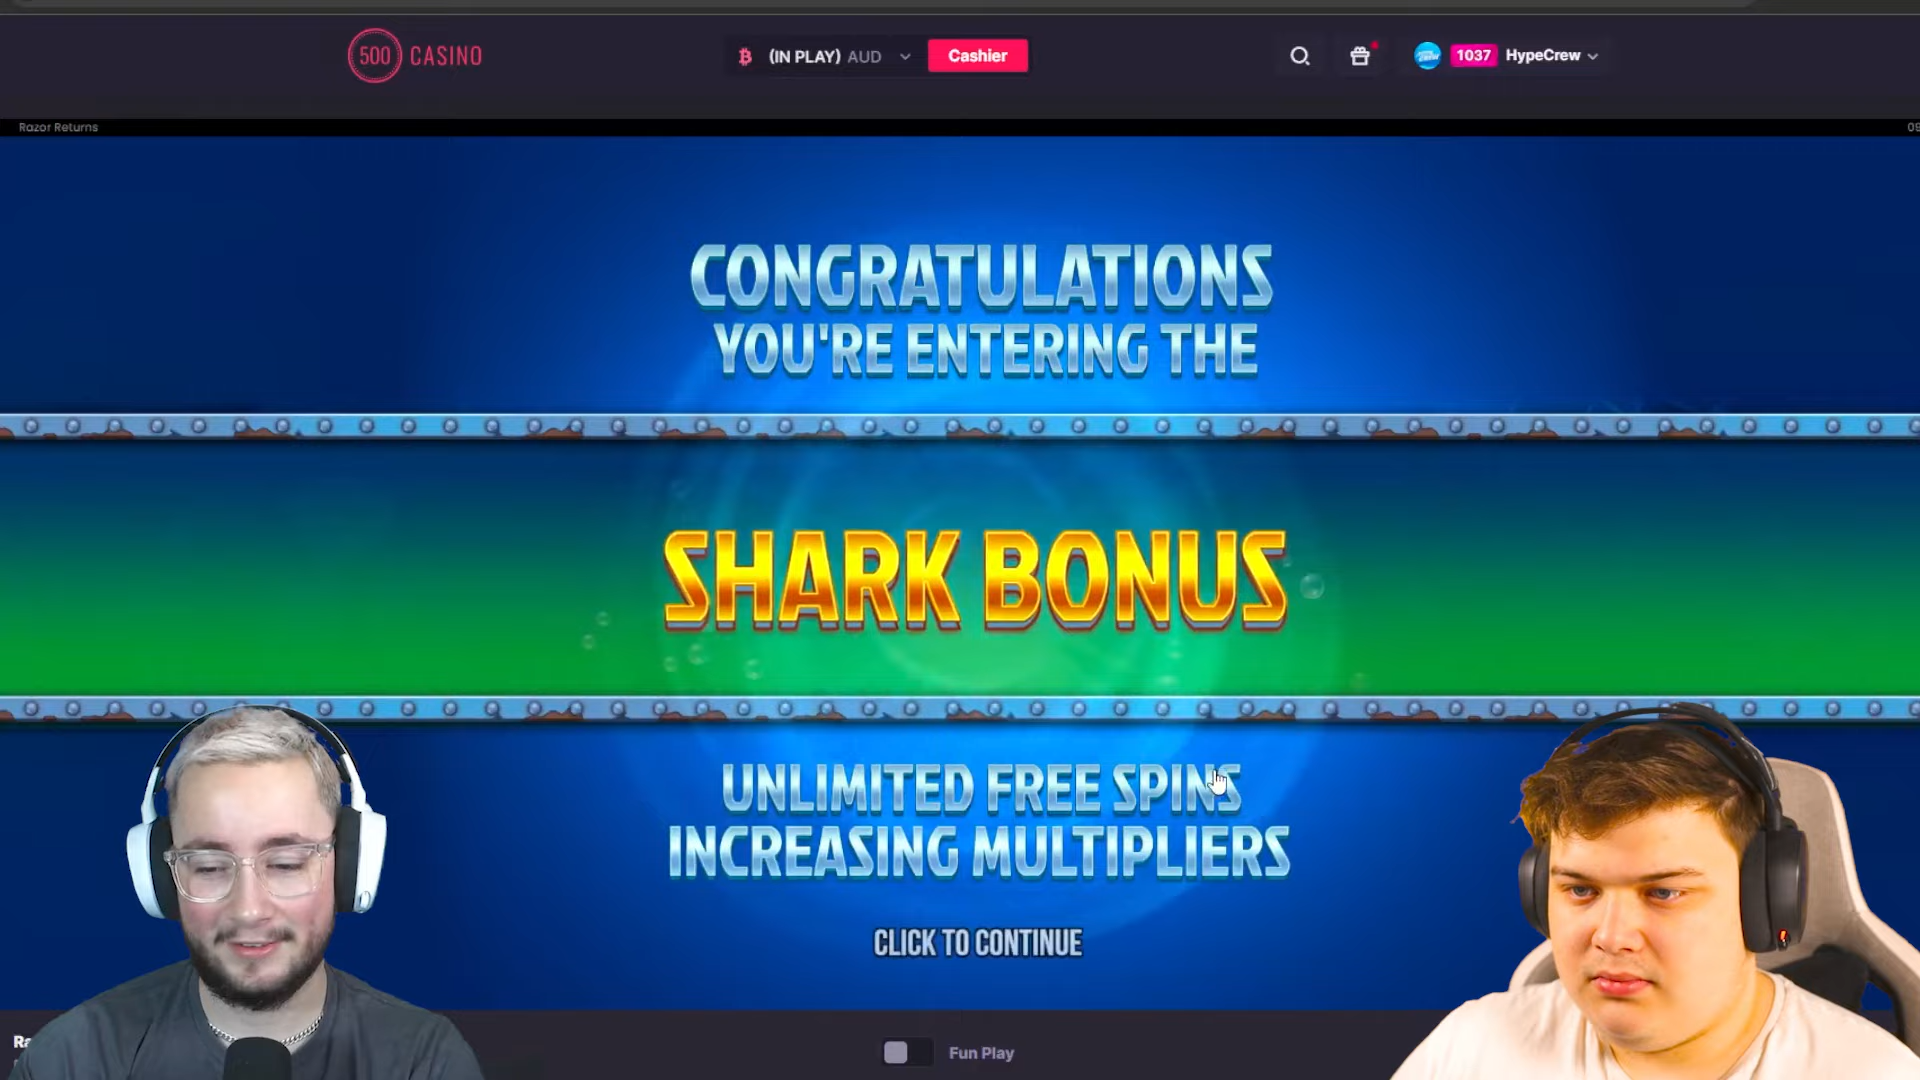 500 CASINO
(IN PLAY) AUD
Cashier
1037 HypeCrew
Razor Returns
CONGRATULATIONS
YOU'RE ENTERING THE
SHARK BONUS
UNLIMITED FREE SPINS
INCREASING MULTIPLIERS
CLICK TO CONTINUE
Fun Play